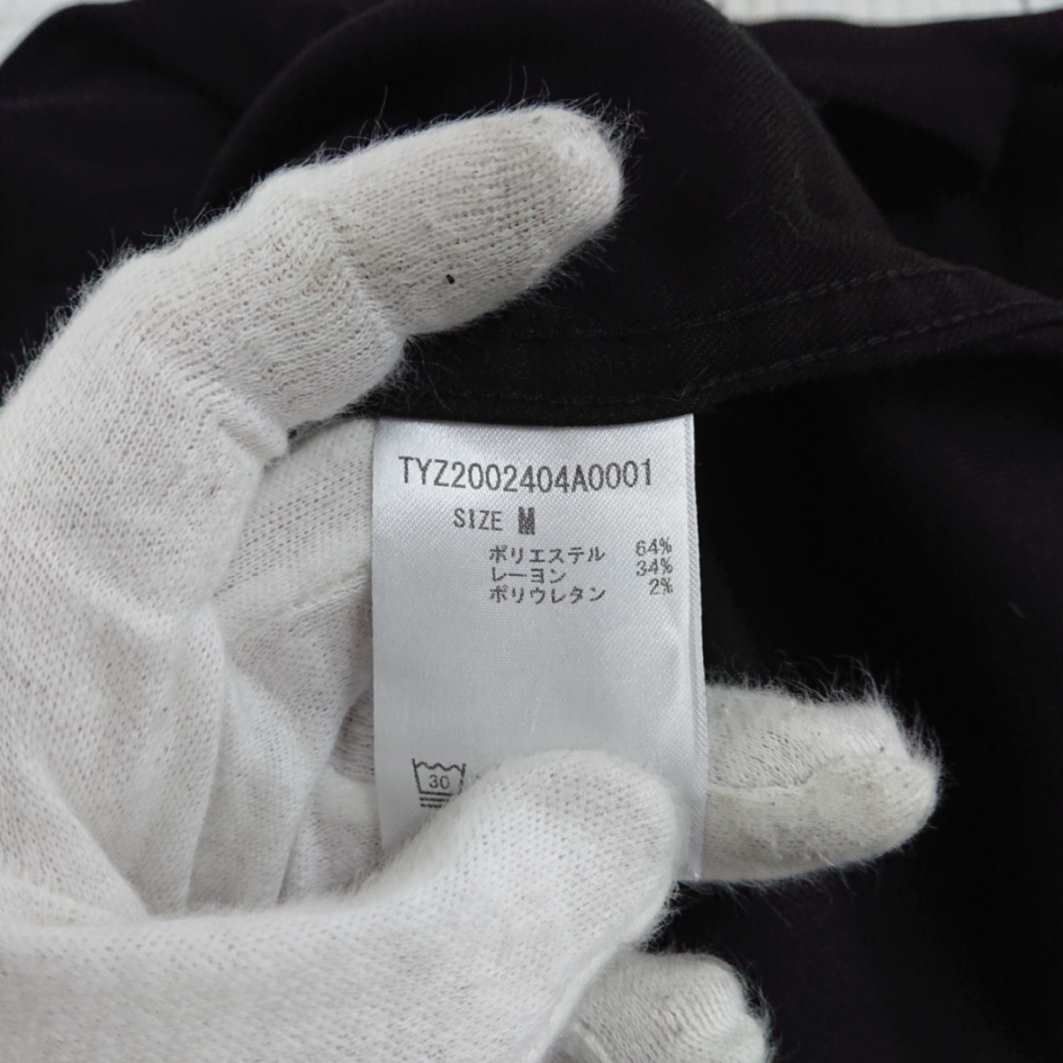 TYZ2002404A0001
SIZE M
ポリエステル 64%
レーヨン 34%
ポリウレタン 2%
30